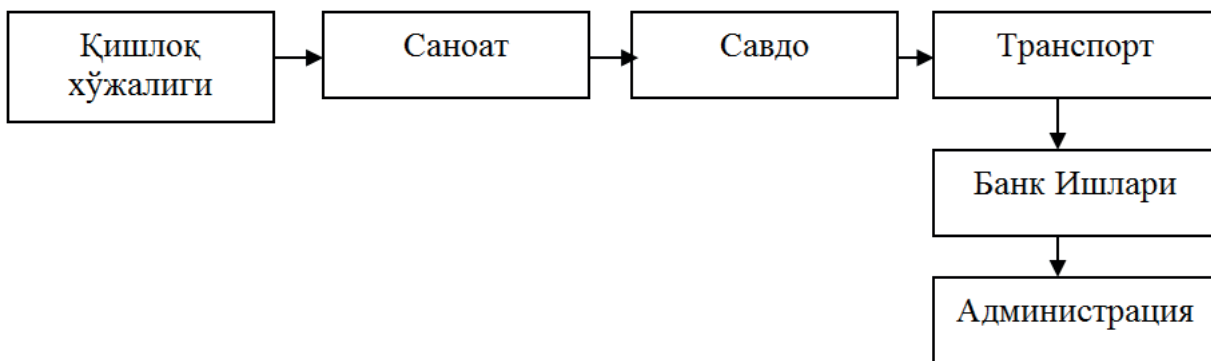 Қишлоқ
хўжалиги
Саноат
Савдо
Транспорт
Банк Ишлари
Администрация